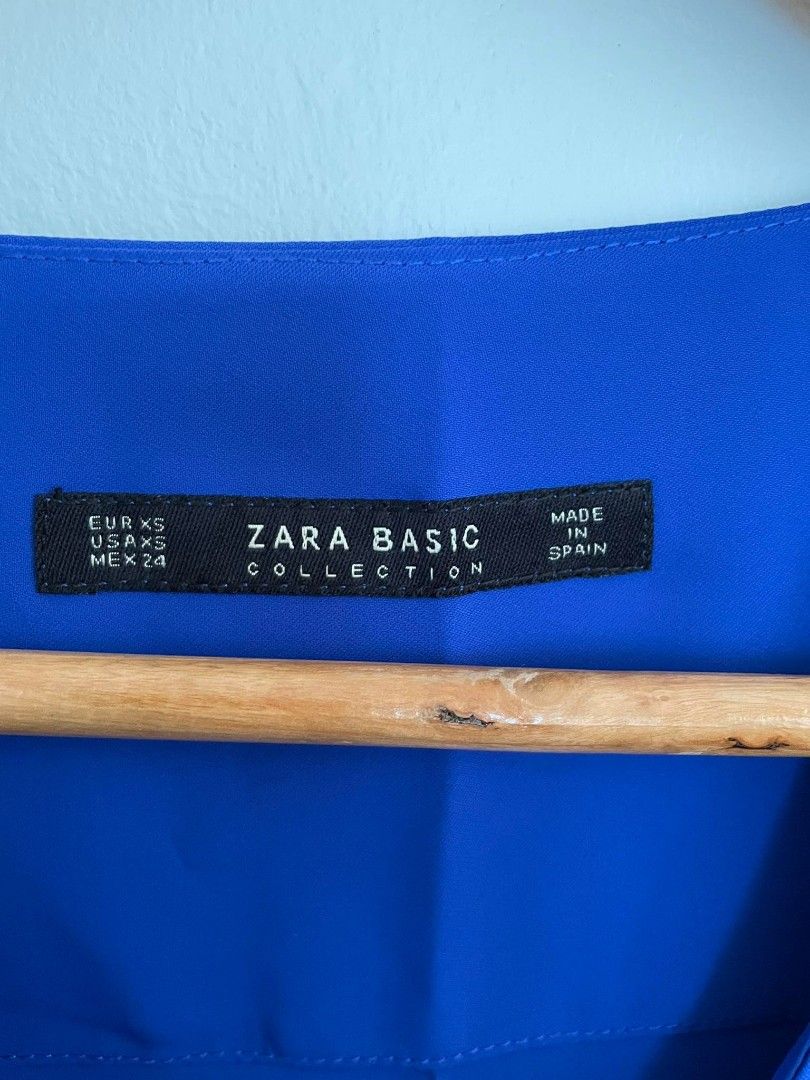 EUR XS
USA XS
MEX 24
ZARA BASIC
COLLECTION
MADE
IN
SPAIN